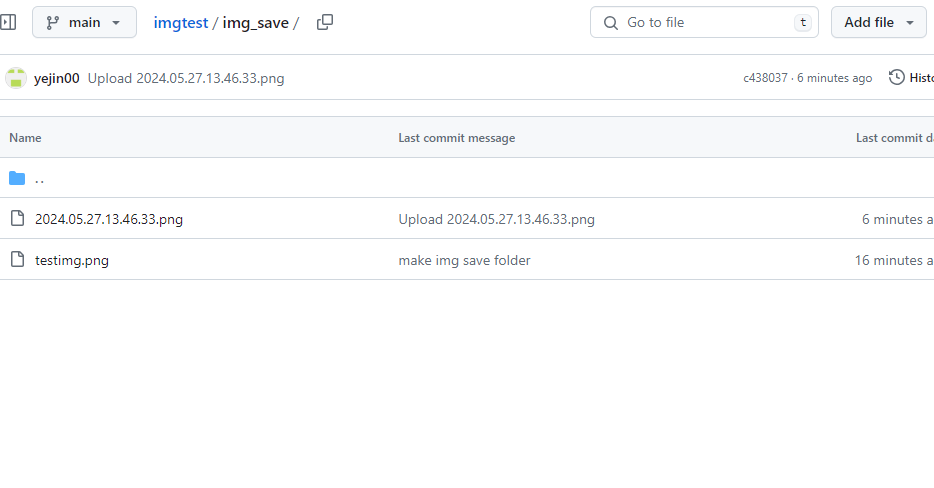 main imgtest / img_save / Go to file t Add file
yejin00 Upload 2024.05.27.13.46.33.png c438037 · 6 minutes ago Histo
Name Last commit message Last commit da
..
2024.05.27.13.46.33.png Upload 2024.05.27.13.46.33.png 6 minutes a
testimg.png make img save folder 16 minutes a